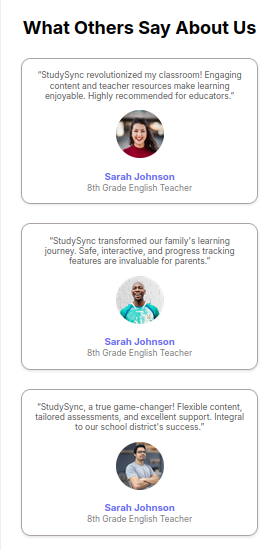 What Others Say About Us
“StudySync revolutionized my classroom! Engaging
content and teacher resources make learning
enjoyable. Highly recommended for educators.”
Sarah Johnson
8th Grade English Teacher
“StudySync transformed our family's learning
journey. Safe, interactive, and progress tracking
features are invaluable for parents.”
Sarah Johnson
8th Grade English Teacher
“StudySync, a true game-changer! Flexible content,
tailored assessments, and excellent support. Integral
to our school district's success.”
Sarah Johnson
8th Grade English Teacher